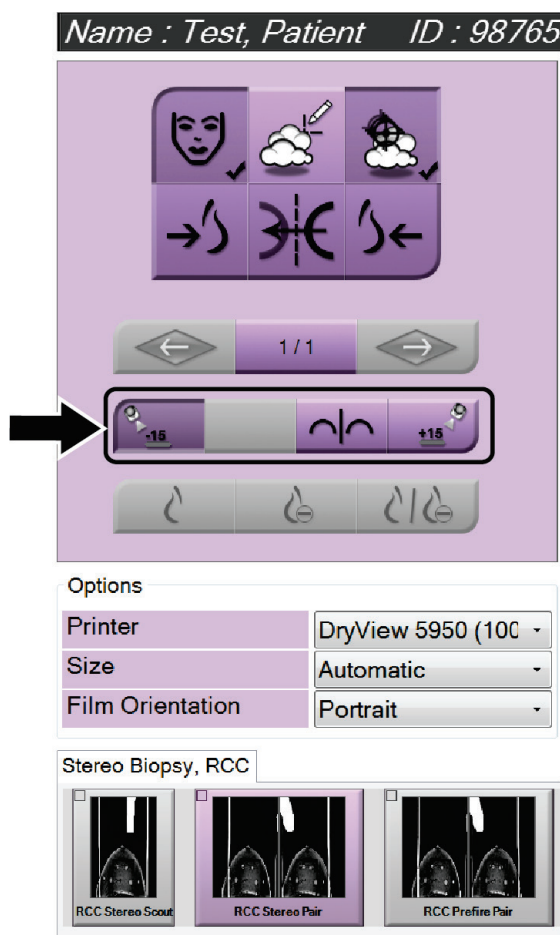 Name : Test, Patient ID : 98765
1 / 1
-15
+15
Options
Printer
DryView 5950 (100
Size
Automatic
Film Orientation
Portrait
Stereo Biopsy, RCC
RCC Stereo Scout
RCC Stereo Pair
RCC Prefire Pair